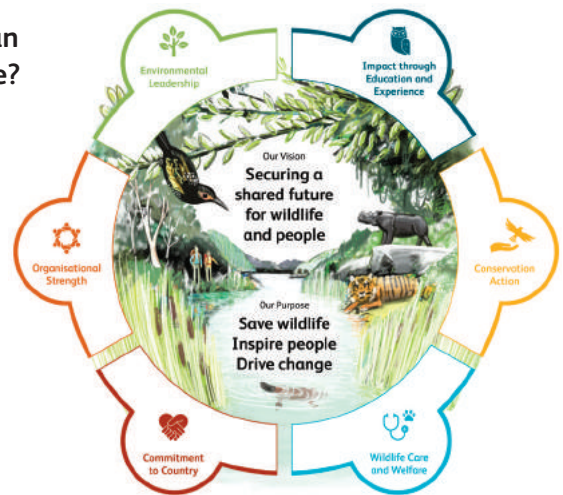 e?
Environmental
Leadership
Impact through
Education and
Experience
Our Vision
Securing a
shared future
for wildlife
and people
Organisational
Strength
Conservation
Action
Our Purpose
Save wildlife
Inspire people
Drive change
Commitment
to Country
Wildlife Care
and Welfare